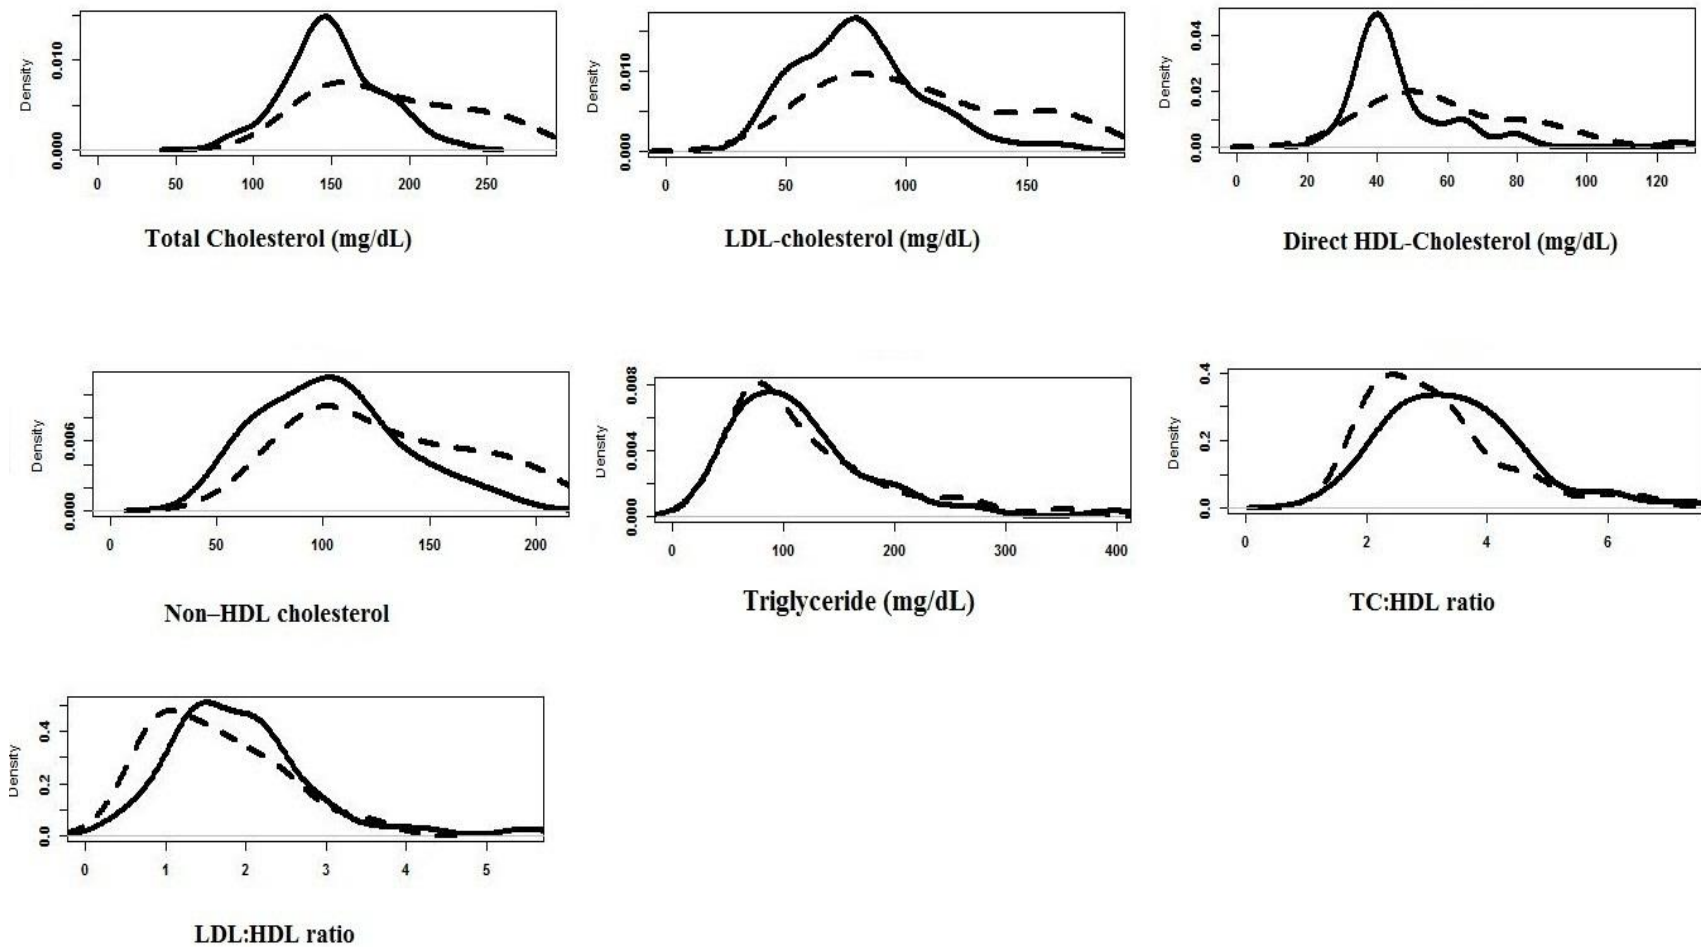 Density
0.000 0.010
0 50 100 150 200 250
Total Cholesterol (mg/dL)
Density
0.000 0.010
0 50 100 150
LDL-cholesterol (mg/dL)
Density
0.00 0.02 0.04
0 20 40 60 80 100 120
Direct HDL-Cholesterol (mg/dL)
Density
0.000 0.006
0 50 100 150 200
Non–HDL cholesterol
Density
0.000 0.004 0.008
0 100 200 300 400
Triglyceride (mg/dL)
Density
0.0 0.2 0.4
0 2 4 6
TC:HDL ratio
Density
0.0 0.2 0.4
0 1 2 3 4 5
LDL:HDL ratio